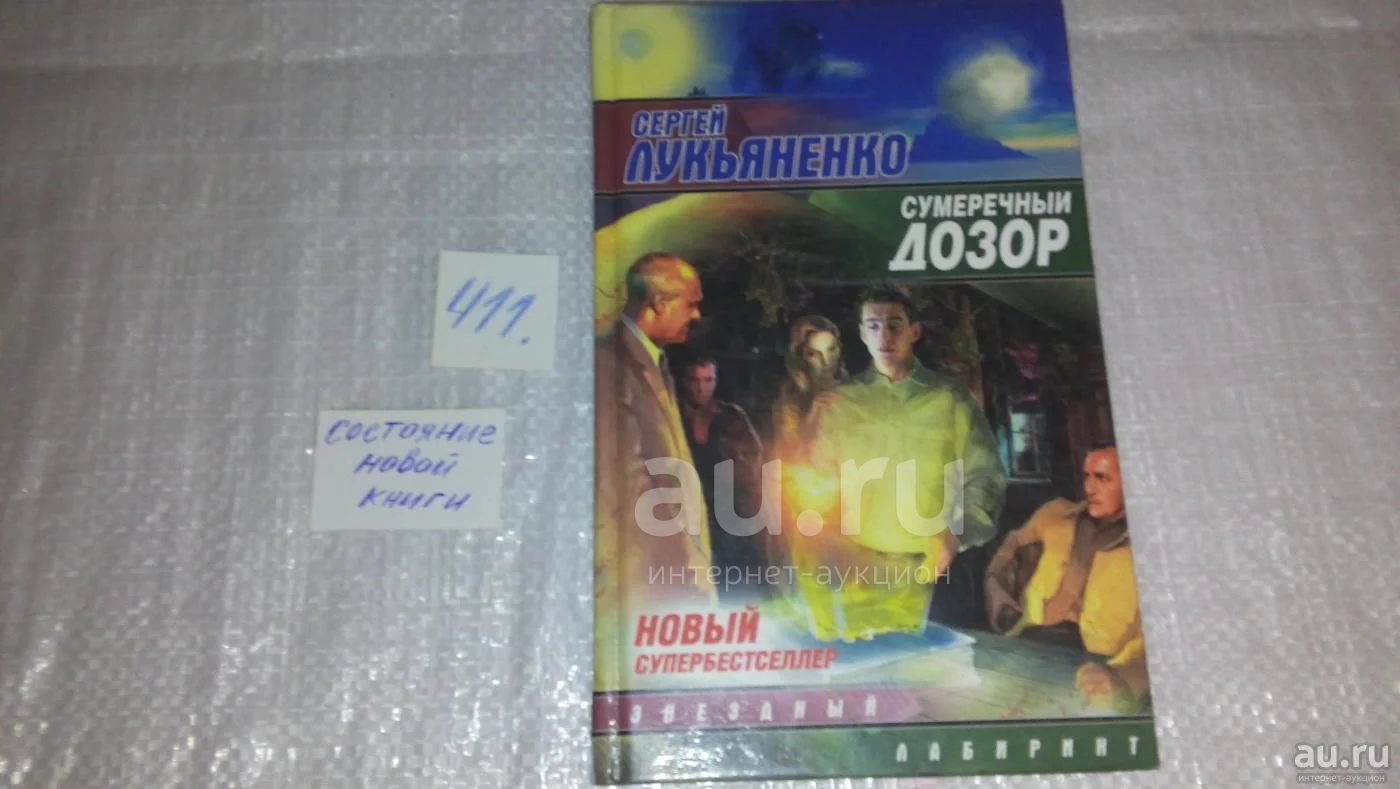 СЕРГЕЙ
ЛУКЬЯНЕНКО
СУМЕРЕЧНЫЙ
ДОЗОР
411.
состояние
новой
книги
au.ru
интернет-аукцион
НОВЫЙ
СУПЕРБЕСТСЕЛЛЕР
ЗВЕЗДНЫЙ
ЛАБИРИНТ
au.ru
интернет-аукцион